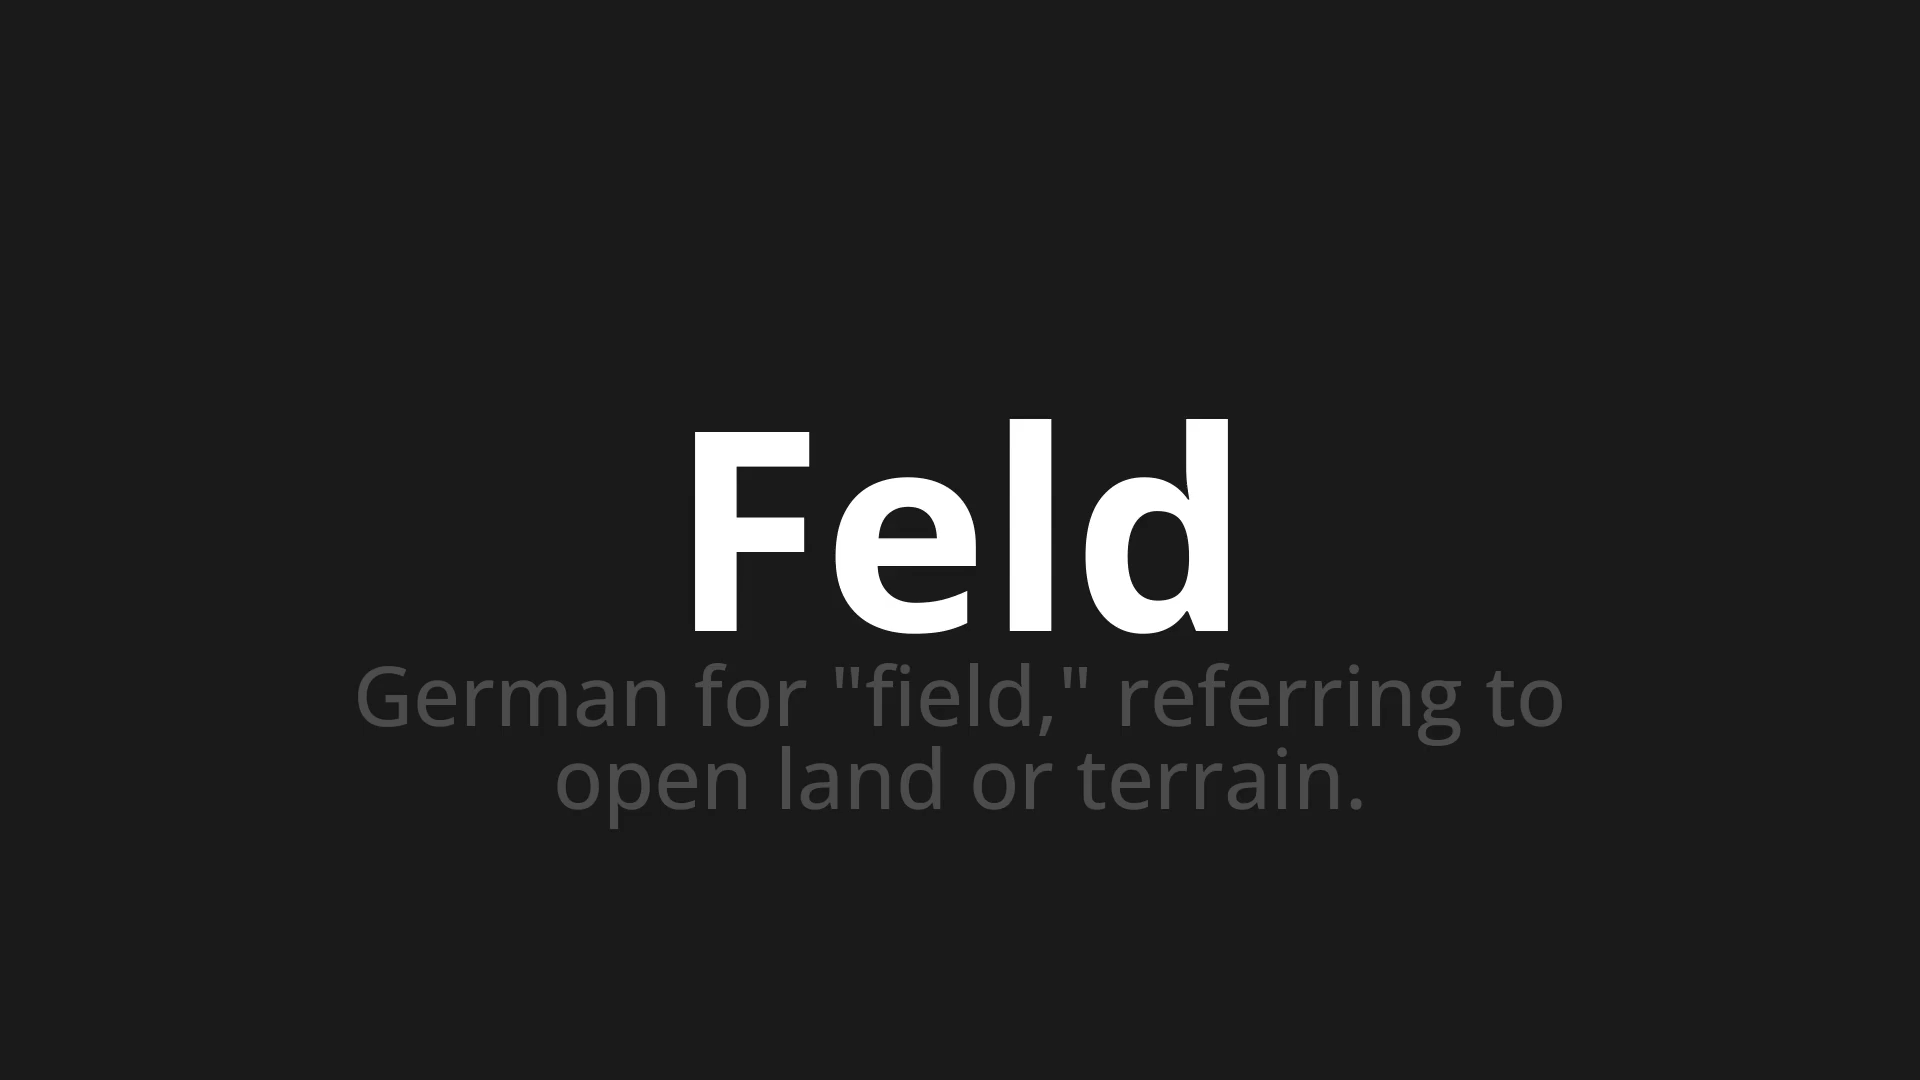 Feld
German for "field," referring to
open land or terrain.